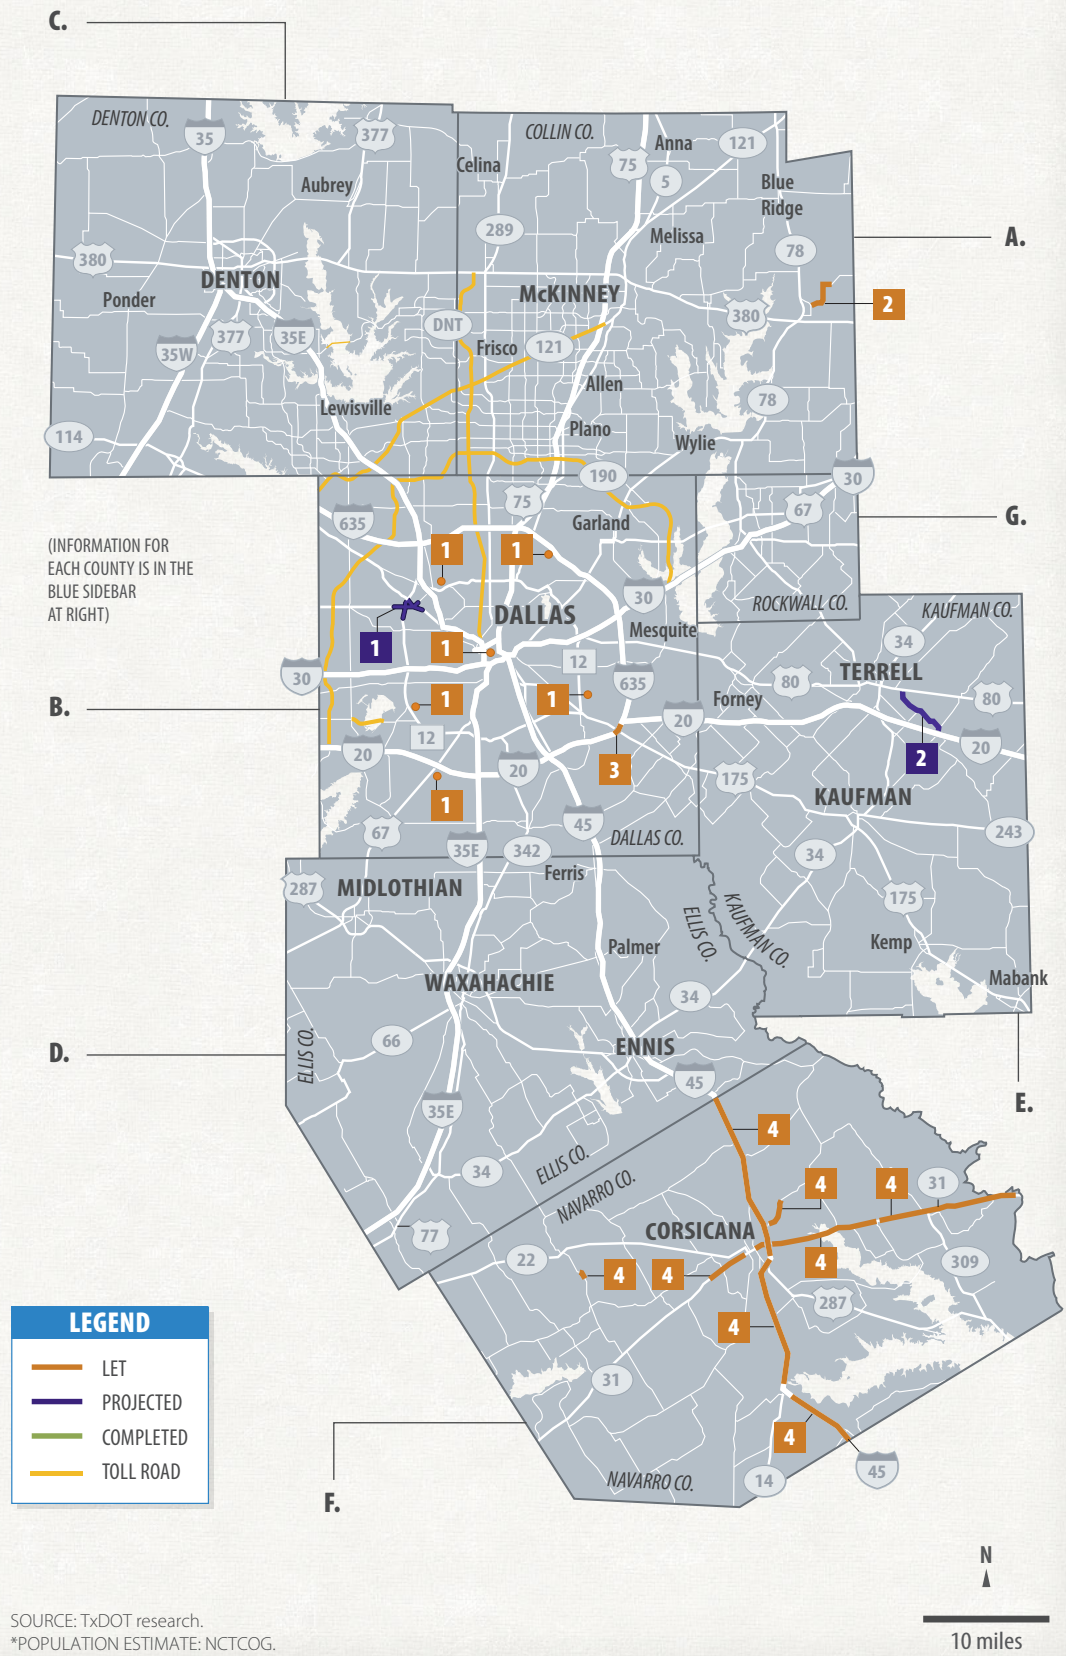 C.
DENTON CO.
35
377
COLLIN CO.
Anna
121
75
5
Celina
Aubrey
Blue
Ridge
289
Melissa
78
A.
380
DENTON
McKINNEY
2
Ponder
380
DNT
377
35E
35W
Frisco
121
Allen
78
Lewisville
Plano
Wylie
114
190
30
75
67
635
Garland
G.
(INFORMATION FOR
EACH COUNTY IS IN THE
BLUE SIDEBAR
AT RIGHT)
1
1
30
ROCKWALL CO.
KAUFMAN CO.
DALLAS
Mesquite
34
1
1
12
TERRELL
30
635
80
80
B.
1
1
Forney
20
12
20
2
20
20
3
175
KAUFMAN
1
45
67
DALLAS CO.
243
35E
342
34
Ferris
287
MIDLOTHIAN
175
ELLIS CO.
KAUFMAN CO.
Palmer
Kemp
WAXAHACHIE
Mabank
34
66
ENNIS
D.
ELLIS CO.
45
E.
35E
4
ELLIS CO.
34
4
4
31
NAVARRO CO.
77
CORSICANA
22
4
309
4
4
287
4
LEGEND
LET
PROJECTED
COMPLETED
TOLL ROAD
31
4
45
NAVARRO CO.
14
F.
N
SOURCE: TxDOT research.
*POPULATION ESTIMATE: NCTCOG.
10 miles